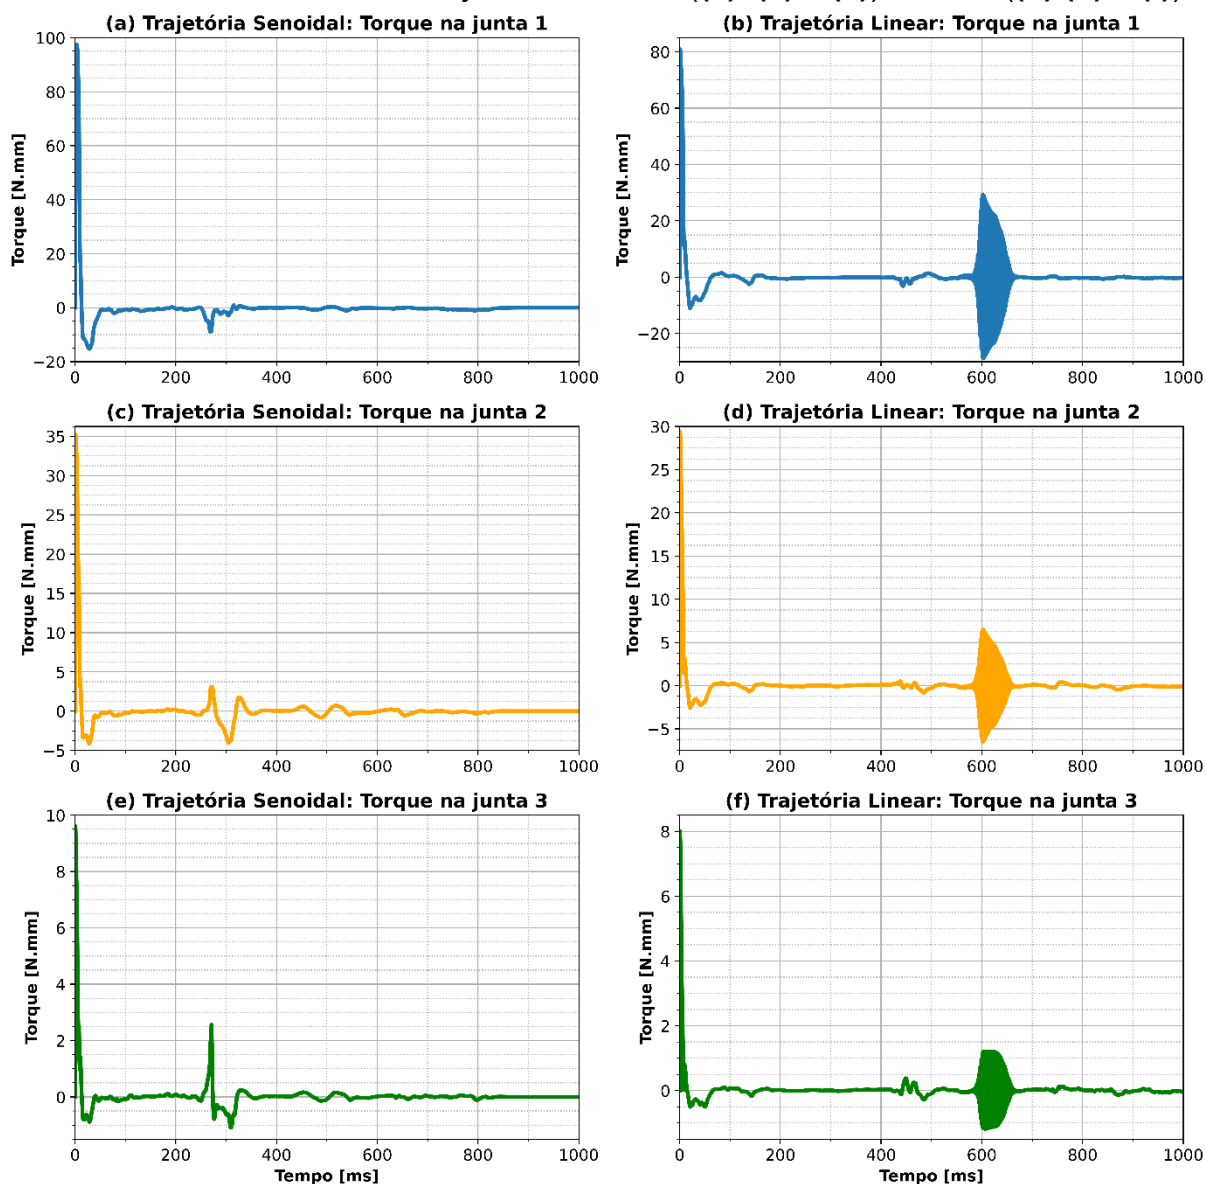 (a) Trajetória Senoidal: Torque na junta 1
Torque [N.mm]
100
80
60
40
20
0
−20
0 200 400 600 800 1000
(b) Trajetória Linear: Torque na junta 1
Torque [N.mm]
80
60
40
20
0
−20
0 200 400 600 800 1000
(c) Trajetória Senoidal: Torque na junta 2
Torque [N.mm]
35
30
25
20
15
10
5
0
−5
0 200 400 600 800 1000
(d) Trajetória Linear: Torque na junta 2
Torque [N.mm]
30
25
20
15
10
5
0
−5
0 200 400 600 800 1000
(e) Trajetória Senoidal: Torque na junta 3
Torque [N.mm]
10
8
6
4
2
0
0 200 400 600 800 1000
Tempo [ms]
(f) Trajetória Linear: Torque na junta 3
Torque [N.mm]
8
6
4
2
0
0 200 400 600 800 1000
Tempo [ms]